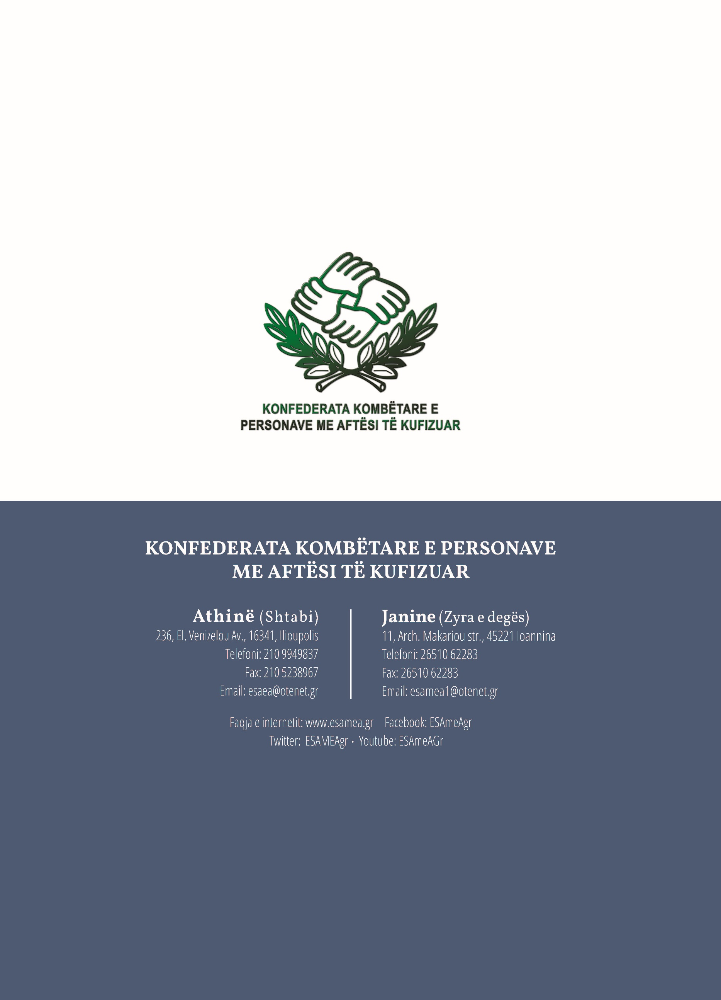 KONFEDERATA KOMBËTARE E
PERSONAVE ME AFTËSI TË KUFIZUAR
KONFEDERATA KOMBËTARE E PERSONAVE
ME AFTËSI TË KUFIZUAR
Athinë (Shtabi)
236, El. Venizelou Av., 16341, Ilioupolis
Telefoni: 210 9949837
Fax: 210 5238967
Email: esaea@otenet.gr
Janine (Zyra e degës)
11, Arch. Makariou str., 45221 Ioannina
Telefoni: 26510 62283
Fax: 26510 62283
Email: esamea1@otenet.gr
Faqja e internetit: www.esamea.gr Facebook: ESAmeAgr
Twitter: ESAMEAgr • Youtube: ESAmeAGr